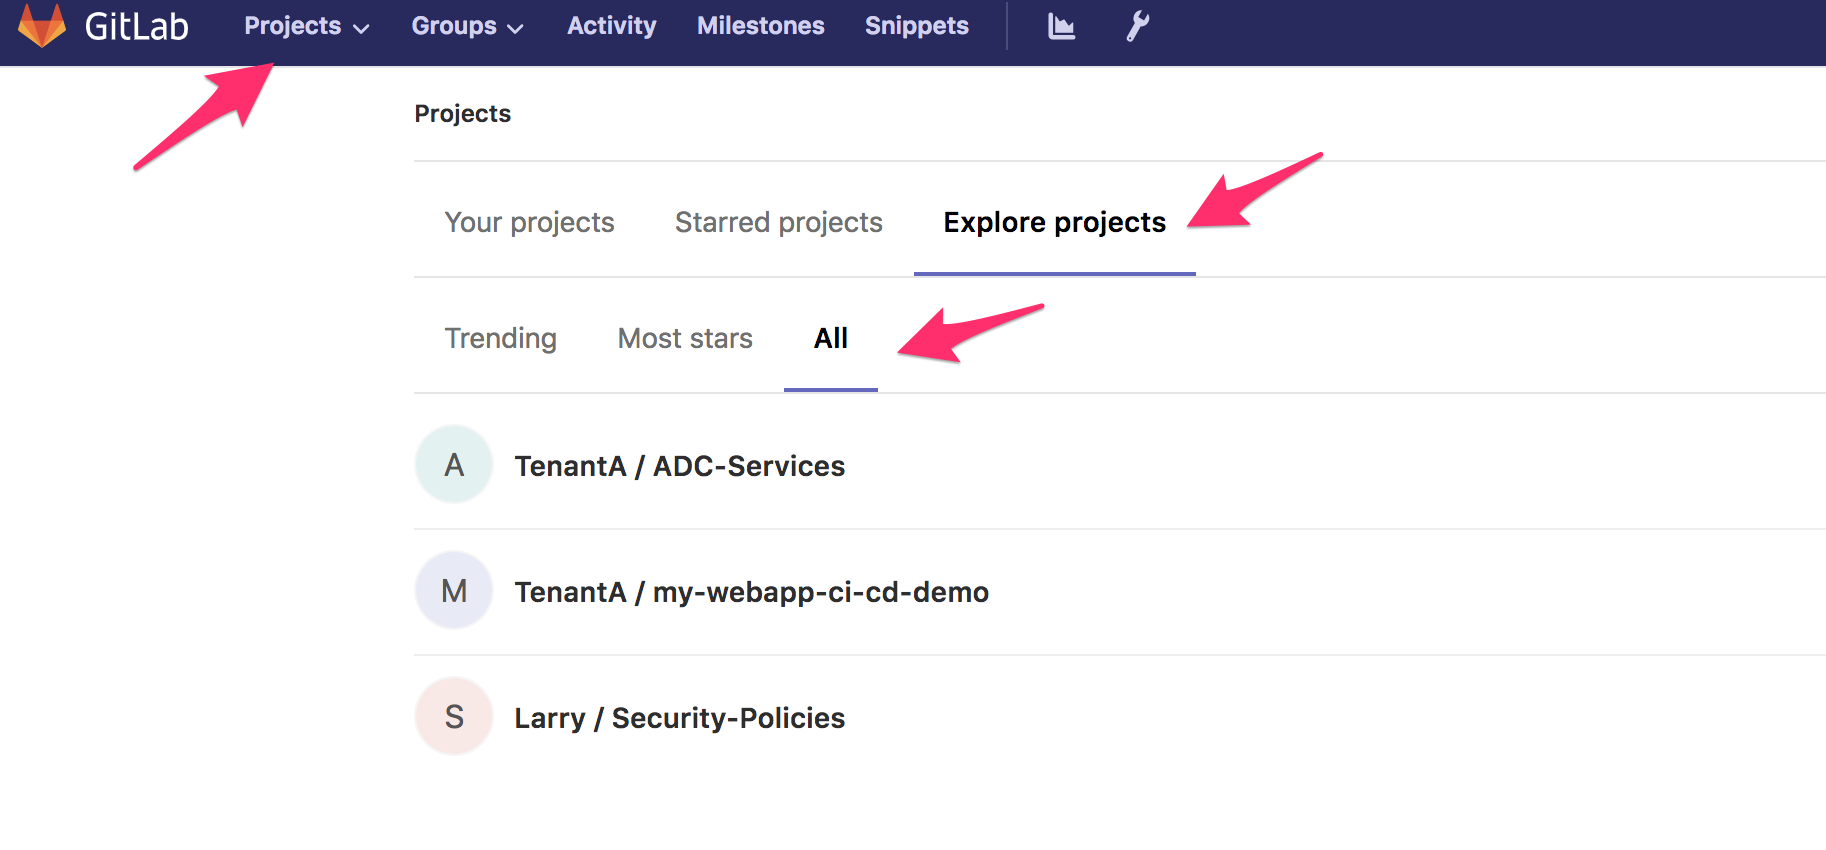 GitLab Projects Groups Activity Milestones Snippets
Projects
Your projects Starred projects Explore projects
Trending Most stars All
A TenantA / ADC-Services
M TenantA / my-webapp-ci-cd-demo
S Larry / Security-Policies